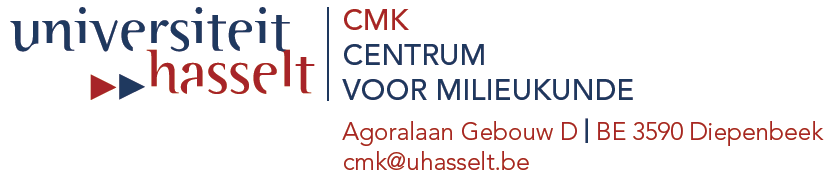 universiteit
hasselt
CMK
CENTRUM
VOOR MILIEUKUNDE
Agoralaan Gebouw D | BE 3590 Diepenbeek
cmk@uhasselt.be